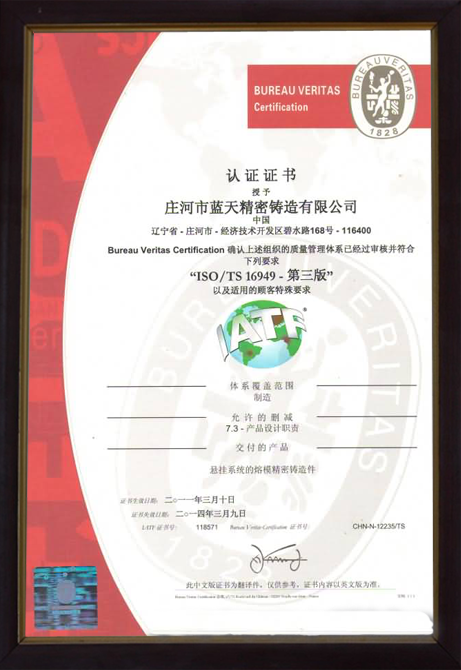 BUREAU VERITAS
Certification
BUREAU VERITAS
1828
认证证书
授予
庄河市蓝天精密铸造有限公司
中国
辽宁省 - 庄河市 - 经济技术开发区碧水路168号 - 116400
Bureau Veritas Certification 确认上述组织的质量管理体系已经过审核并符合
下列要求
“ISO/TS 16949 - 第三版”
以及适用的顾客特殊要求
IATF
体系覆盖范围
制造
允许的删减
7.3 - 产品设计职责
交付的产品
悬挂系统的熔模精密铸造件
证书生效日期: 二○一一年三月十日
证书失效日期: 二○一四年三月九日
IATF 证书号: 118571 Bureau Veritas Certification 证书号: CHN-N-12235/TS
此中文版证书为翻译件、仅供参考。证书内容以英文版为准。